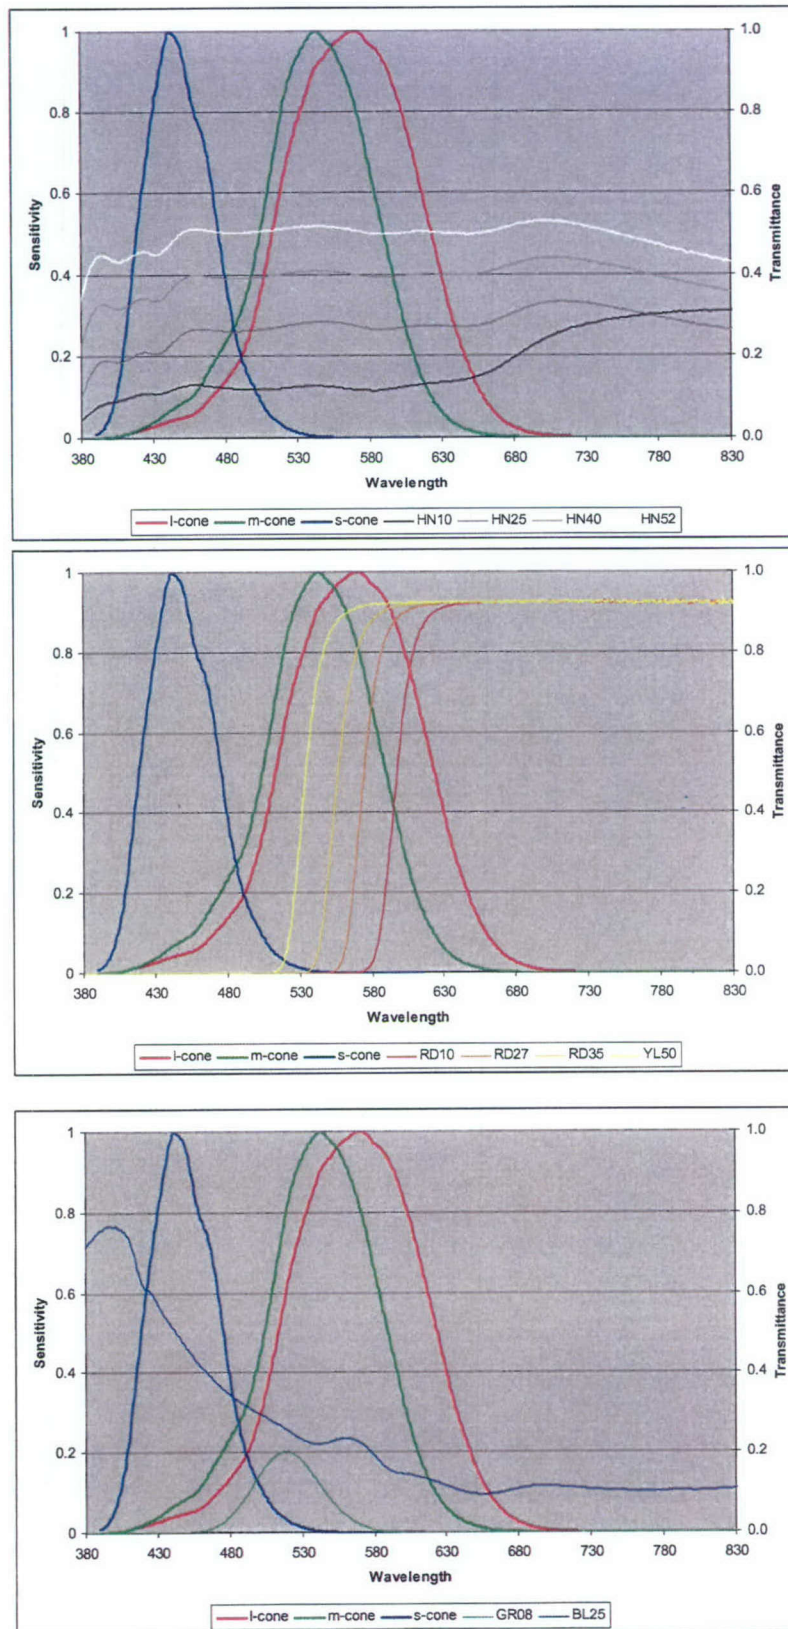 1
1.0
0.8
0.8
0.6
0.6
Sensitivity
Transmittance
0.4
0.4
0.2
0.2
0
0.0
380 430 480 530 580 630 680 730 780 830
Wavelength
l-cone m-cone s-cone HN10 HN25 HN40 HN52
1
1.0
0.8
0.8
0.6
0.6
Sensitivity
Transmittance
0.4
0.4
0.2
0.2
0
0.0
380 430 480 530 580 630 680 730 780 830
Wavelength
l-cone m-cone s-cone RD10 RD27 RD35 YL50
1
1.0
0.8
0.8
0.6
0.6
Sensitivity
Transmittance
0.4
0.4
0.2
0.2
0
0.0
380 430 480 530 580 630 680 730 780 830
Wavelength
l-cone m-cone s-cone GR08 BL25